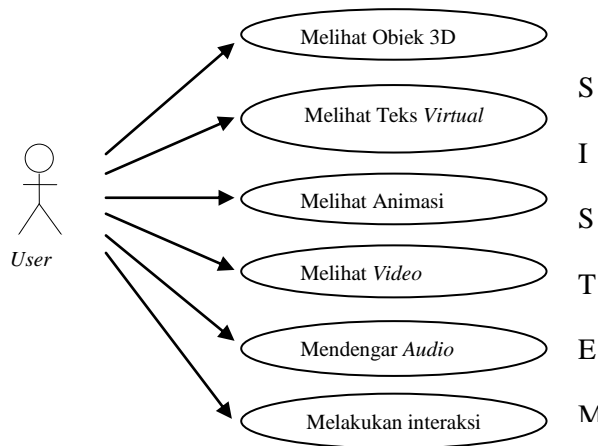 Melihat Objek 3D
Melihat Teks Virtual
Melihat Animasi
Melihat Video
Mendengar Audio
Melakukan interaksi
User
S
I
S
T
E
M